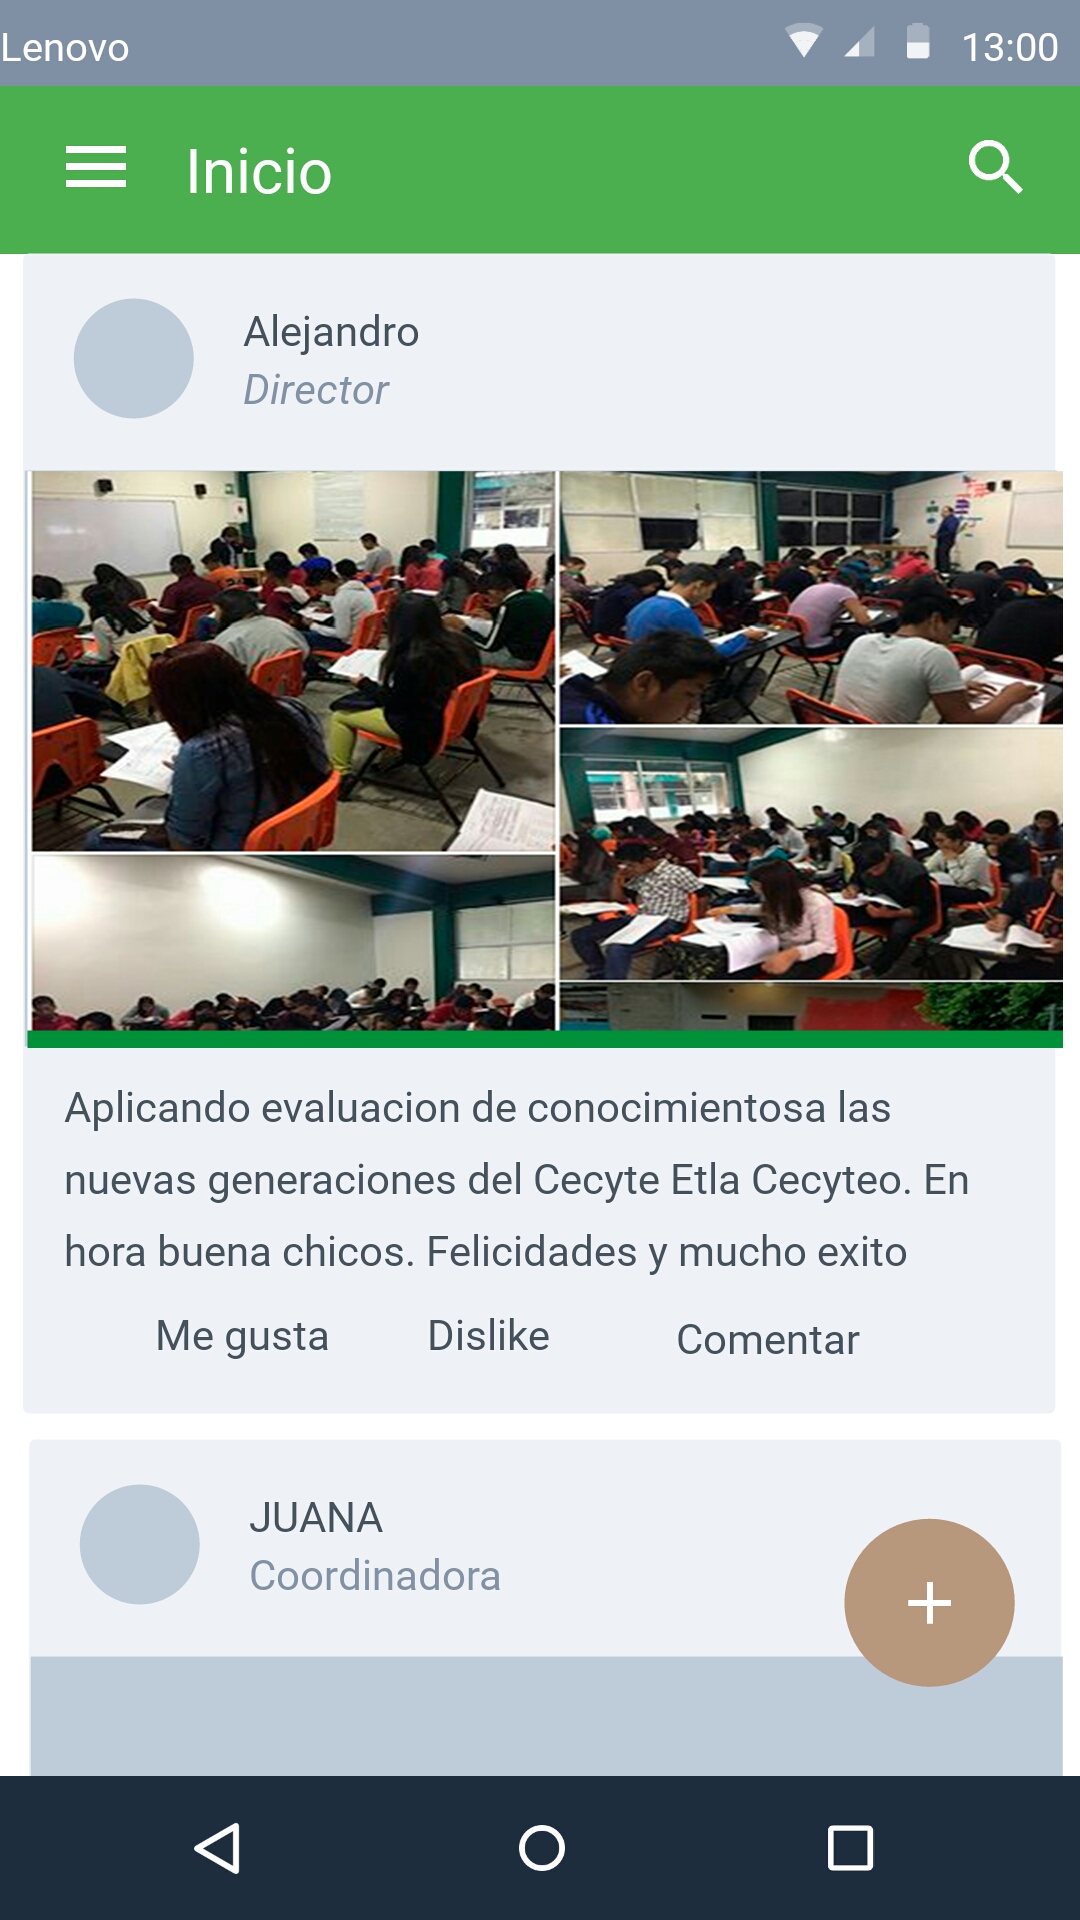 Lenovo 13:00
Inicio
Alejandro
Director
Aplicando evaluacion de conocimientosa las
nuevas generaciones del Cecyte Etla Cecyteo. En
hora buena chicos. Felicidades y mucho exito
Me gusta Dislike Comentar
JUANA
Coordinadora